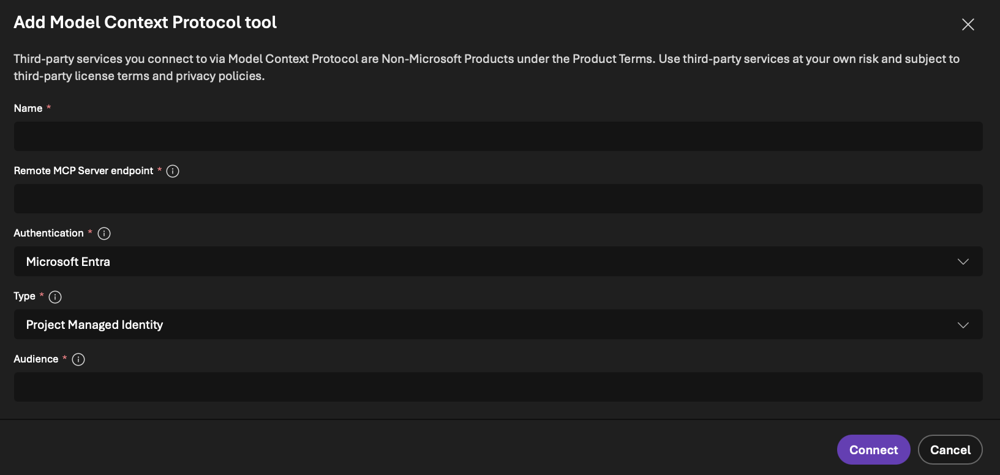 Add Model Context Protocol tool
Third-party services you connect to via Model Context Protocol are Non-Microsoft Products under the Product Terms. Use third-party services at your own risk and subject to
third-party license terms and privacy policies.
Name *
Remote MCP Server endpoint *
Authentication *
Microsoft Entra
Type *
Project Managed Identity
Audience *
Connect Cancel